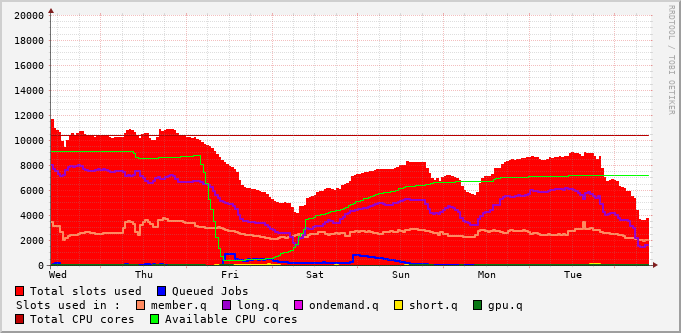 RRDTOOL / TOBI OETIKER
20000
18000
16000
14000
12000
10000
8000
6000
4000
2000
0
Wed Thu Fri Sat Sun Mon Tue
Total slots used Queued Jobs
Slots used in : member.q long.q ondemand.q short.q gpu.q
Total CPU cores Available CPU cores